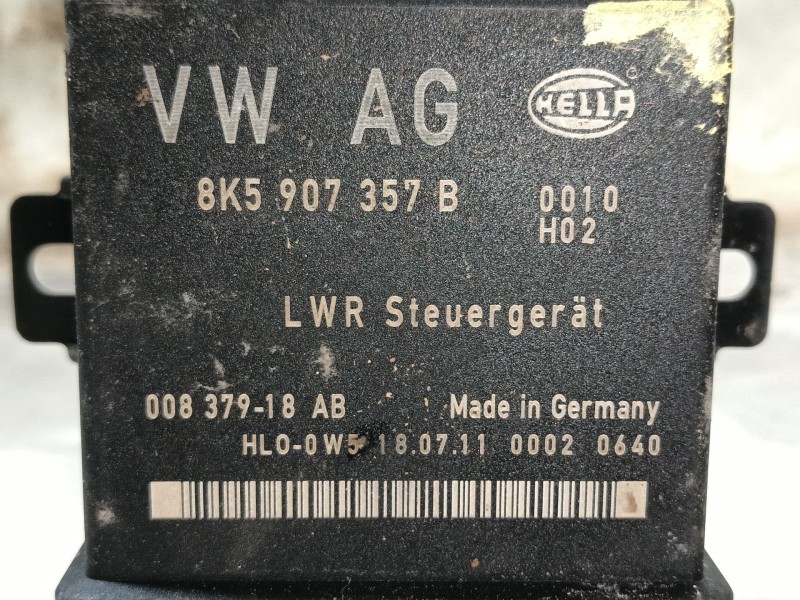 VW AG
HELLA
8K5 907 357 B 0010
H02
LWR Steuergerät
008 379-18 AB Made in Germany
HLO-0W5 18.07.11 0002 0640